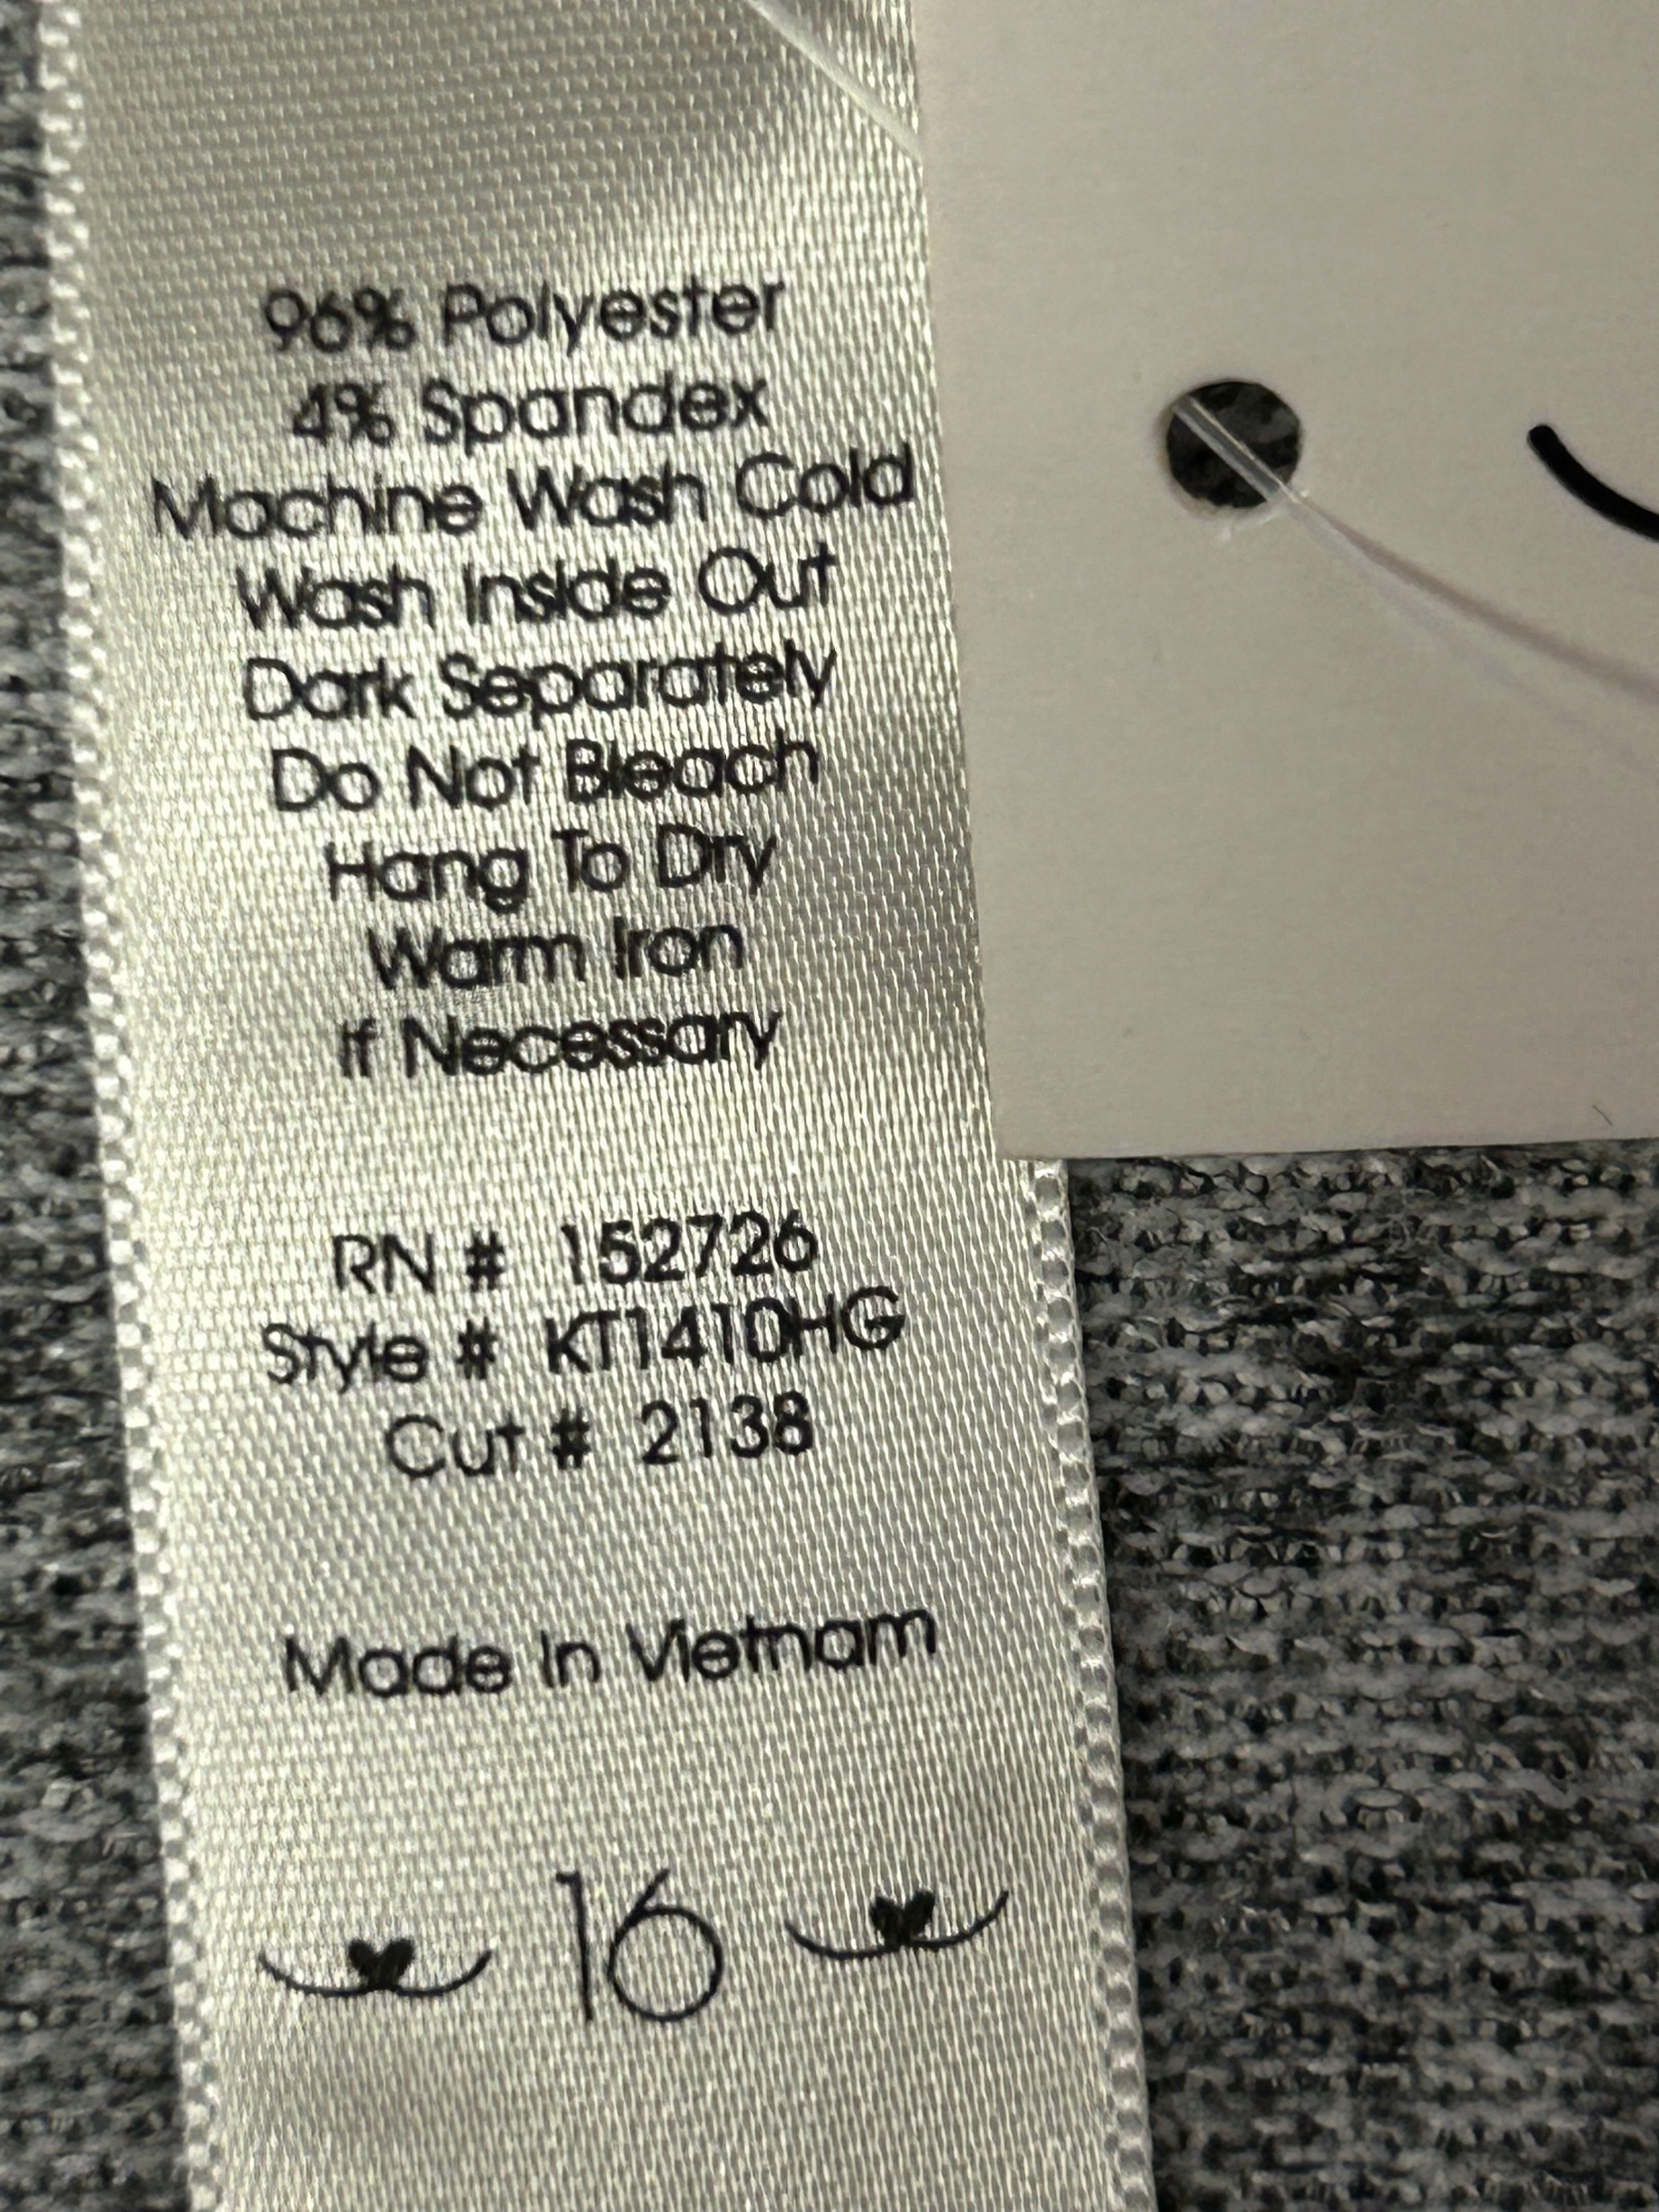 96% Polyester
4% Spandex
Machine Wash Cold
Wash Inside Out
Dark Separately
Do Not Bleach
Hang To Dry
Warm Iron
If Necessary
RN # 152726
Style # KT1410HG
Cut # 2138
Made In Vietnam
16